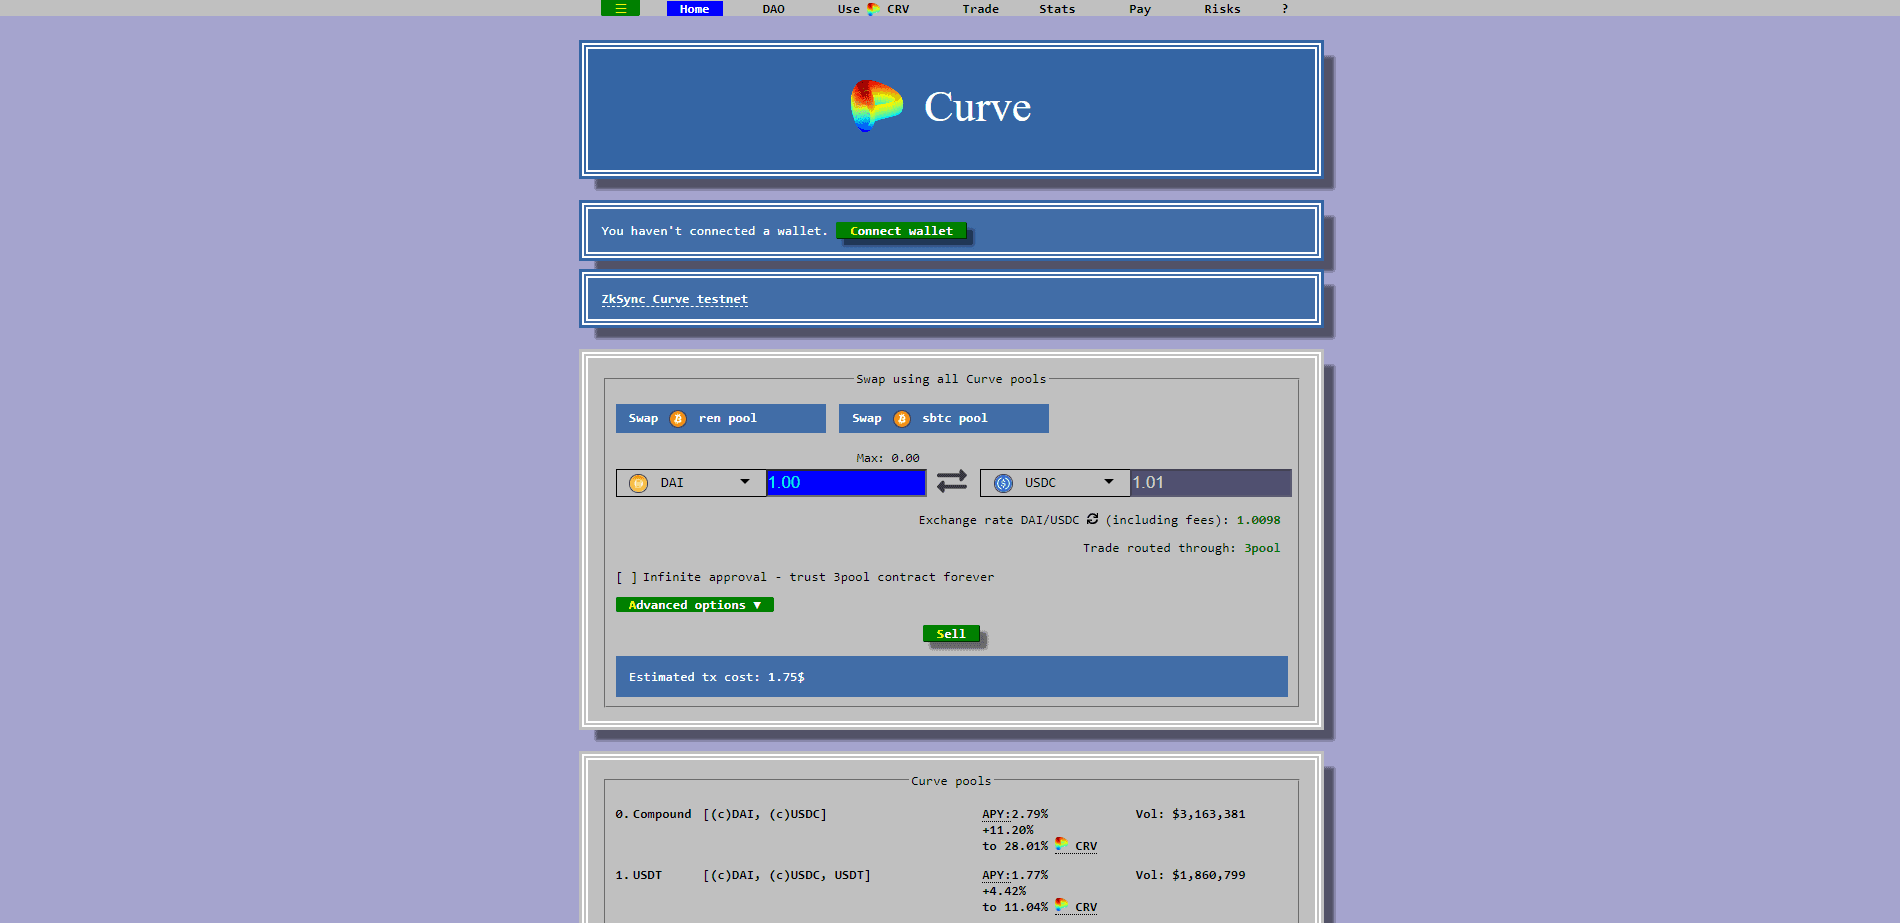 ☰ Home DAO Use CRV Trade Stats Pay Risks ?
Curve
You haven't connected a wallet. Connect wallet
ZkSync Curve testnet
Swap using all Curve pools
Swap ren pool Swap sbtc pool
Max: 0.00
DAI 1.00 USDC 1.01
Exchange rate DAI/USDC (including fees): 1.0098
Trade routed through: 3pool
[ ] Infinite approval - trust 3pool contract forever
Advanced options ▼
Sell
Estimated tx cost: 1.75$
Curve pools
0. Compound [(c)DAI, (c)USDC] APY:2.79% Vol: $3,163,381
+11.20%
to 28.01% CRV
1. USDT [(c)DAI, (c)USDC, USDT] APY:1.77% Vol: $1,860,799
+4.42%
to 11.04% CRV